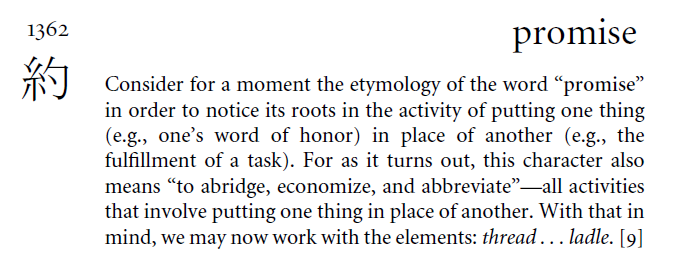 1362
promise
約
Consider for a moment the etymology of the word “promise”
in order to notice its roots in the activity of putting one thing
(e.g., one’s word of honor) in place of another (e.g., the
fulfillment of a task). For as it turns out, this character also
means “to abridge, economize, and abbreviate”—all activities
that involve putting one thing in place of another. With that in
mind, we may now work with the elements: thread . . . ladle. [9]